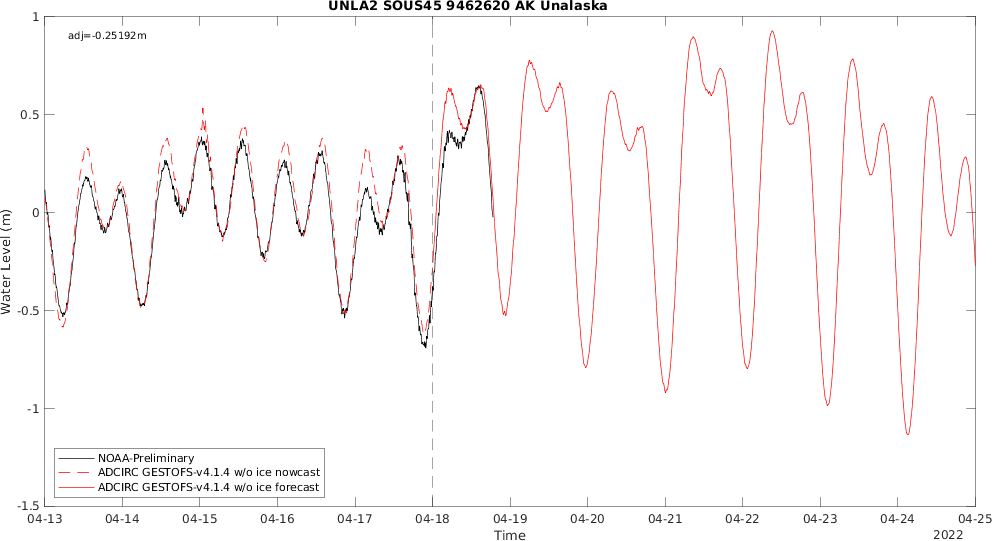 UNLA2 SOUS45 9462620 AK Unalaska
adj=-0.25192m
1
0.5
0
-0.5
-1
-1.5
Water Level (m)
NOAA-Preliminary
ADCIRC GESTOFS-v4.1.4 w/o ice nowcast
ADCIRC GESTOFS-v4.1.4 w/o ice forecast
04-13 04-14 04-15 04-16 04-17 04-18 04-19 04-20 04-21 04-22 04-23 04-24 04-25
Time
2022